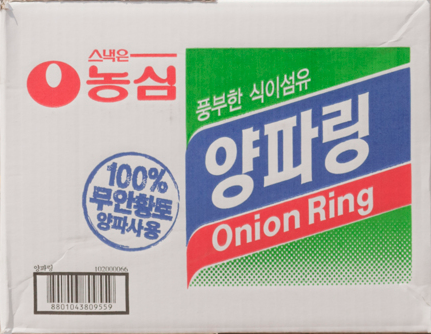 스낵은
농심
풍부한 식이섬유
양파링
Onion Ring
100%
무안황토
양파사용
양파링 102000066
8801043809559